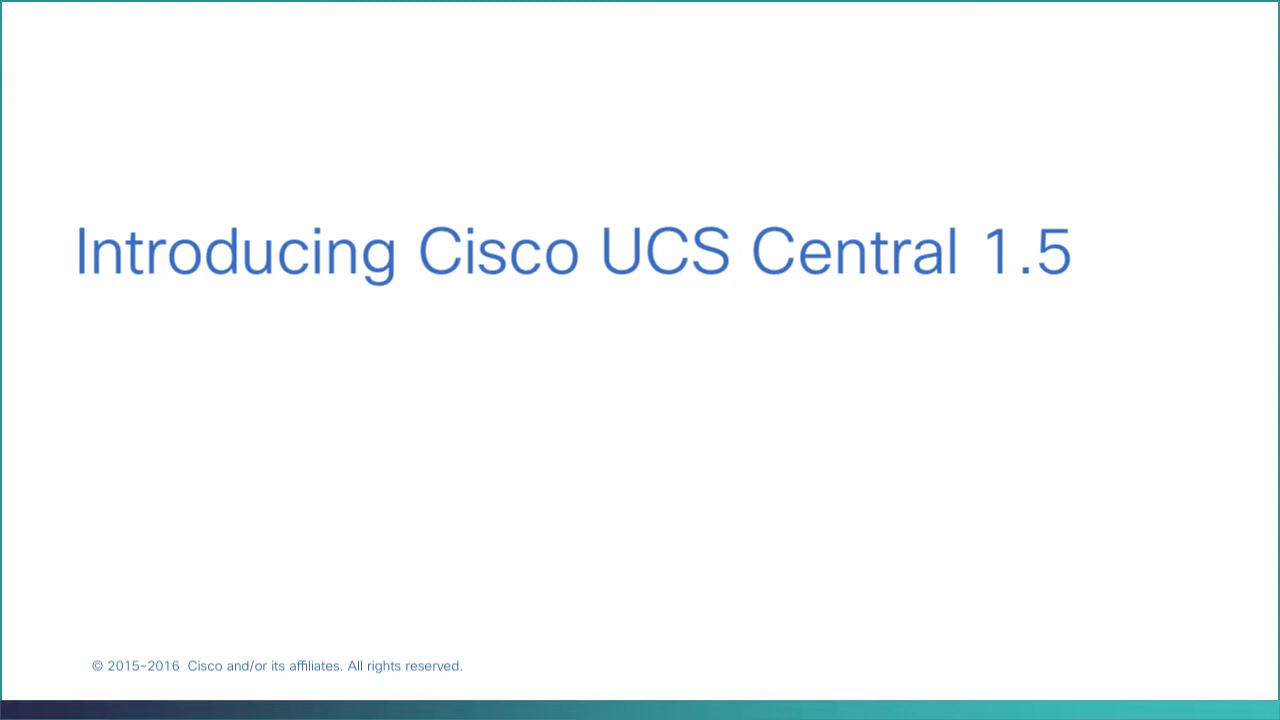 Introducing Cisco UCS Central 1.5
© 2015-2016 Cisco and/or its affiliates. All rights reserved.